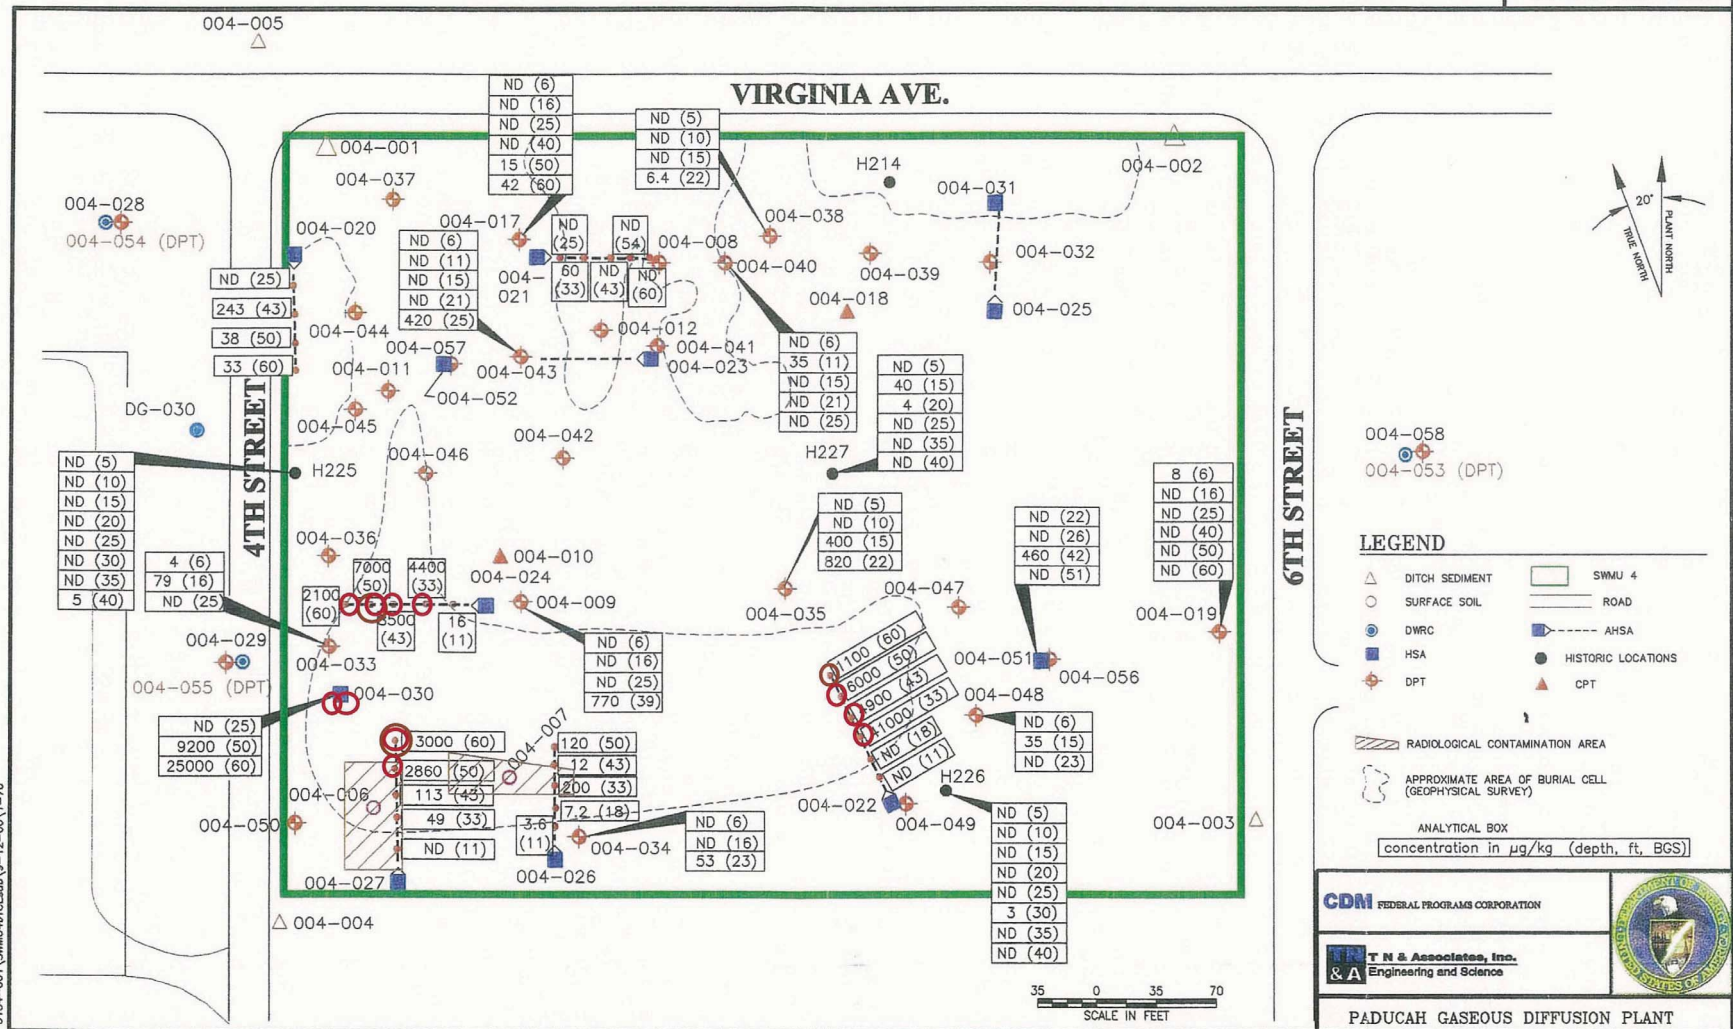 004-005
VIRGINIA AVE.
004-001
004-002
004-037
004-017
ND (6)
ND (16)
ND (25)
ND (40)
15 (50)
42 (60)
ND (5)
ND (10)
ND (15)
6.4 (22)
H214
004-031
004-038
004-028
004-054 (DPT)
004-020
ND (6)
ND (11)
ND (15)
ND (21)
420 (25)
004-021
ND (25)
60 (33)
ND (43)
ND (54)
ND (60)
004-008
004-040
004-039
004-032
004-018
004-025
20°
TRUE NORTH
PLANT NORTH
ND (25)
243 (43)
38 (50)
33 (60)
004-044
004-057
004-011
004-052
004-043
004-012
004-041
004-023
ND (6)
35 (11)
ND (15)
ND (21)
ND (25)
ND (5)
40 (15)
4 (20)
ND (25)
ND (35)
ND (40)
DG-030
4TH STREET
004-045
004-042
004-046
H225
H227
6TH STREET
004-058
004-053 (DPT)
ND (5)
ND (10)
ND (15)
ND (20)
ND (25)
ND (30)
ND (35)
5 (40)
004-036
4 (6)
79 (16)
ND (25)
004-010
004-024
004-009
7000 (50)
4400 (33)
2100 (60)
(43)
16 (11)
ND (6)
ND (16)
ND (25)
770 (39)
ND (5)
ND (10)
400 (15)
820 (22)
004-035
004-047
ND (22)
ND (26)
460 (42)
ND (51)
8 (6)
ND (16)
ND (25)
ND (40)
ND (50)
ND (60)
004-019
004-029
004-055 (DPT)
004-033
004-030
ND (25)
9200 (50)
25000 (60)
1100 (60)
6000 (50)
4900 (43)
41000 (33)
ND (18)
ND (11)
004-051
004-056
004-048
ND (6)
35 (15)
ND (23)
004-007
3000 (60)
2860 (50)
113 (43)
49 (33)
ND (11)
004-006
004-050
004-027
120 (50)
12 (43)
200 (33)
7.2 (18)
3.6 (11)
004-026
004-034
ND (6)
ND (16)
53 (23)
H226
004-022
004-049
ND (5)
ND (10)
ND (15)
ND (20)
ND (25)
3 (30)
ND (35)
ND (40)
004-003
004-004
35 0 35 70
SCALE IN FEET
LEGEND
DITCH SEDIMENT
SURFACE SOIL
DWRC
HSA
DPT
SWMU 4
ROAD
AHSA
HISTORIC LOCATIONS
CPT
RADIOLOGICAL CONTAMINATION AREA
APPROXIMATE AREA OF BURIAL CELL
(GEOPHYSICAL SURVEY)
ANALYTICAL BOX
concentration in µg/kg (depth, ft, BGS)
CDM FEDERAL PROGRAMS CORPORATION
TN & A
T N & Associates, Inc.
Engineering and Science
DEPARTMENT OF ENERGY
UNITED STATES OF AMERICA
PADUCAH GASEOUS DIFFUSION PLANT